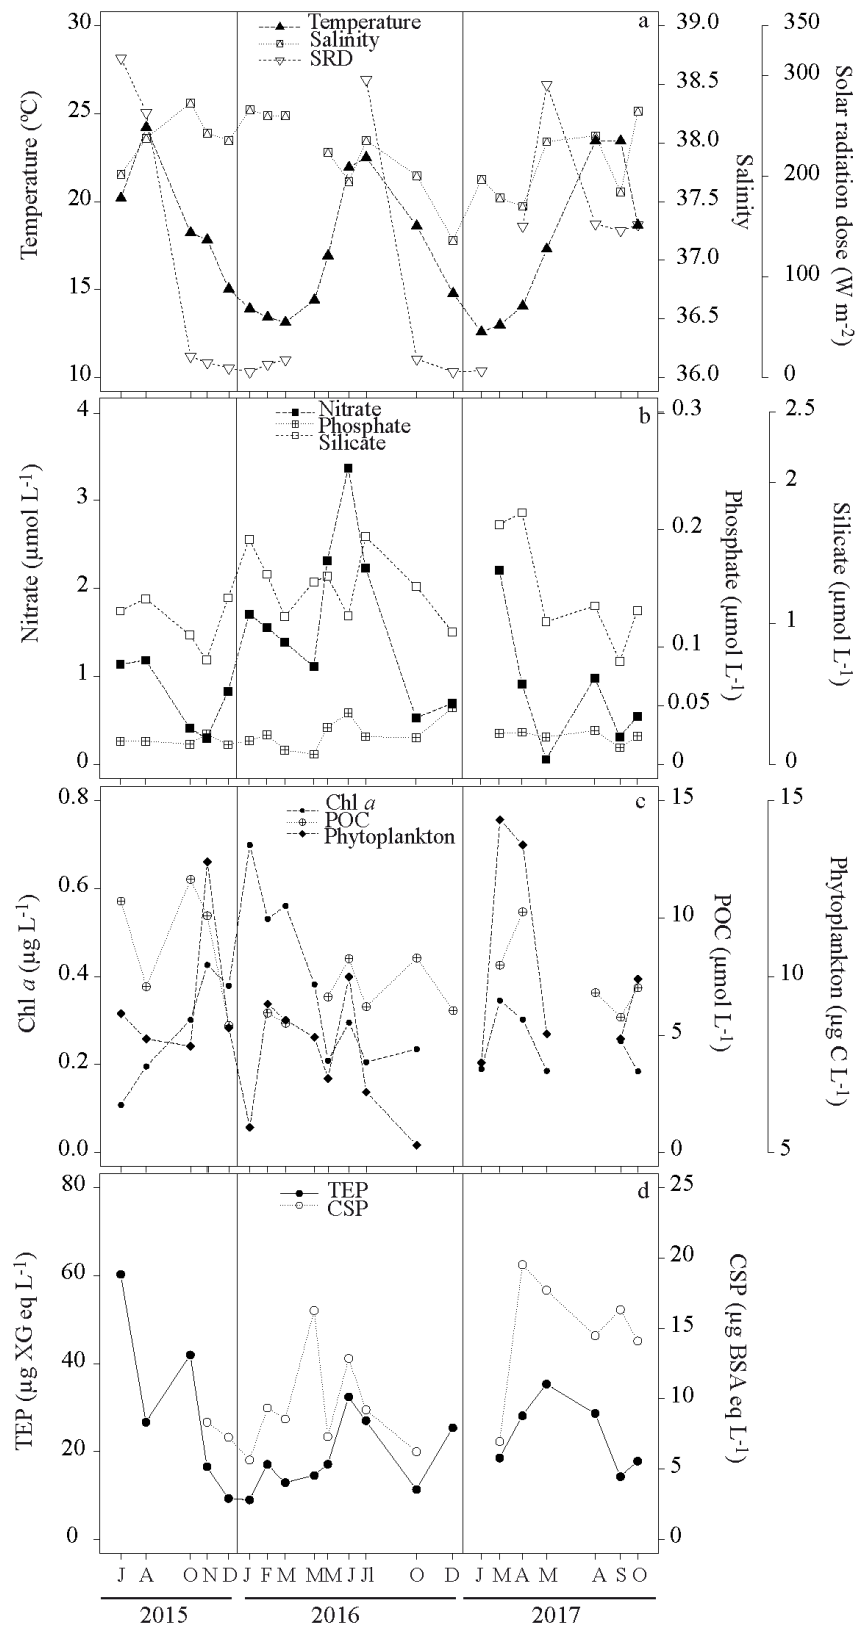 a
Temperature
Salinity
SRD
Temperature (ºC)
30
25
20
15
10
39.0
38.5
38.0
37.5
37.0
36.5
36.0
Salinity
350
300
200
100
0
Solar radiation dose
(W m-2)
b
Nitrate
Phosphate
Silicate
Nitrate (µmol L-1)
4
3
2
1
0
0.3
0.2
0.1
0.05
0
Phosphate (µmol L-1)
2.5
2
1
0
Silicate (µmol L-1)
c
Chl a
POC
Phytoplankton
Chl a (µg L-1)
0.8
0.6
0.4
0.2
0.0
15
10
5
0
POC (µmol L-1)
15
10
5
Phytoplankton (µg C L-1)
d
TEP
CSP
TEP (µg XG eq L-1)
80
60
40
20
0
25
20
15
10
5
0
CSP (µg BSA eq L-1)
J A O N D J F M M M J Jl O D J M A M A S O
2015 2016 2017